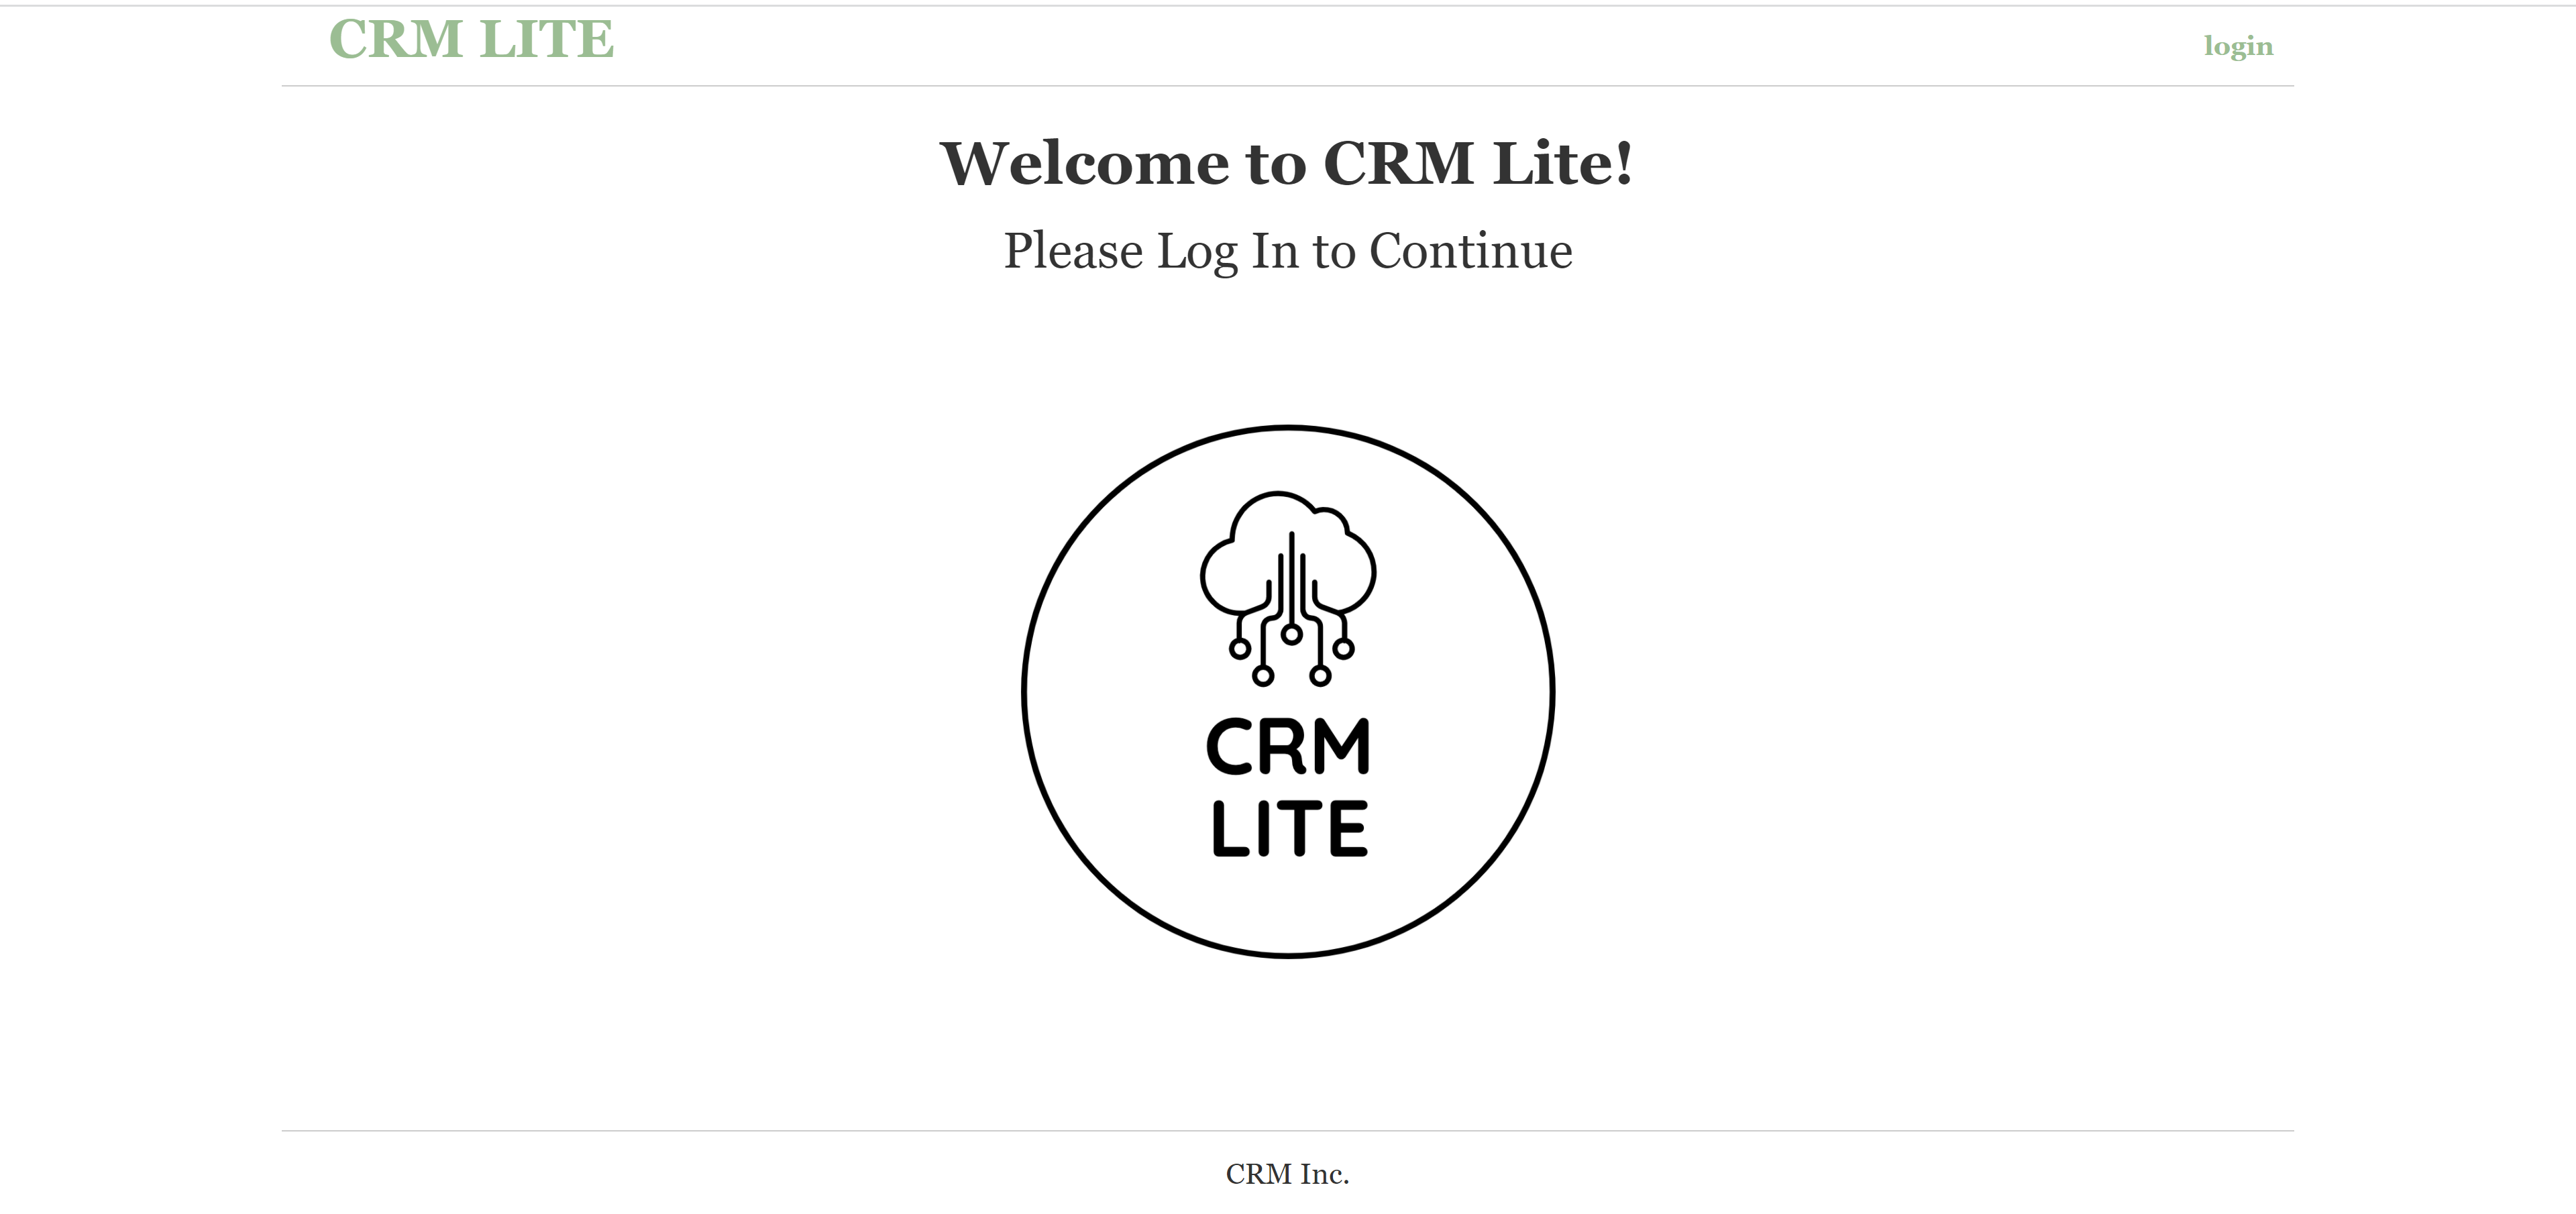 CRM LITE
login
Welcome to CRM Lite!
Please Log In to Continue
CRM
LITE
CRM Inc.